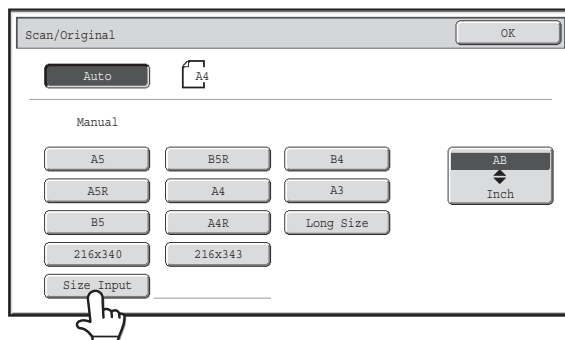 Scan/Original OK
Auto A4
Manual
A5 B5R B4 AB
A5R A4 A3 Inch
B5 A4R Long Size
216x340 216x343
Size Input